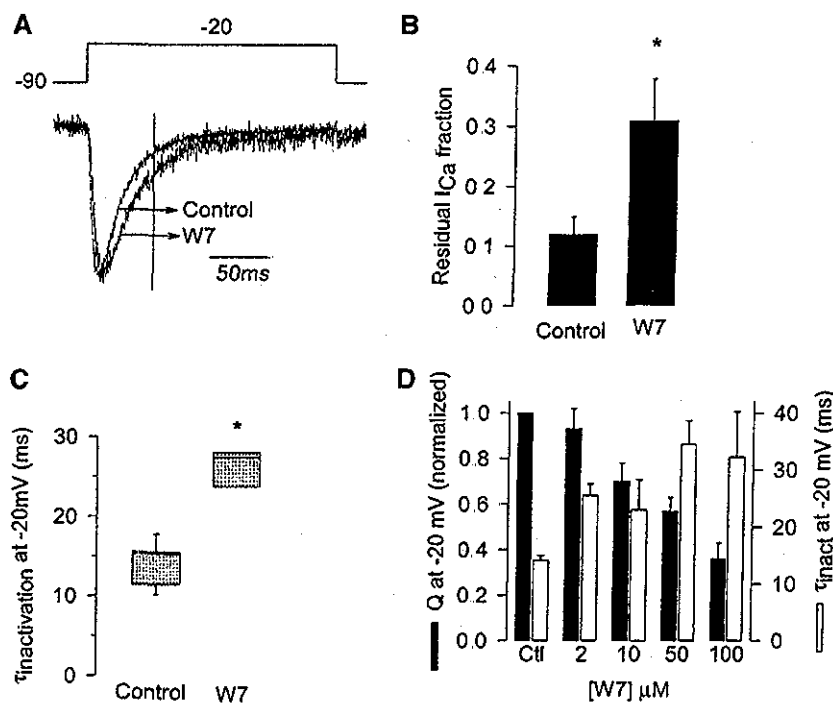 A
-20
-90
Control
W7
50ms
B
*
Residual ICa fraction
0 4
0 3
0 2
0 1
0 0
Control
W7
C
*
τinactivation at -20mV (ms)
30
20
10
0
Control
W7
D
Q at -20 mV (normalized)
1.0
0.8
0.6
0.4
0.2
0.0
40
30
20
10
0
τinact at -20 mV (ms)
Ctl
2
10
50
100
[W7] μM